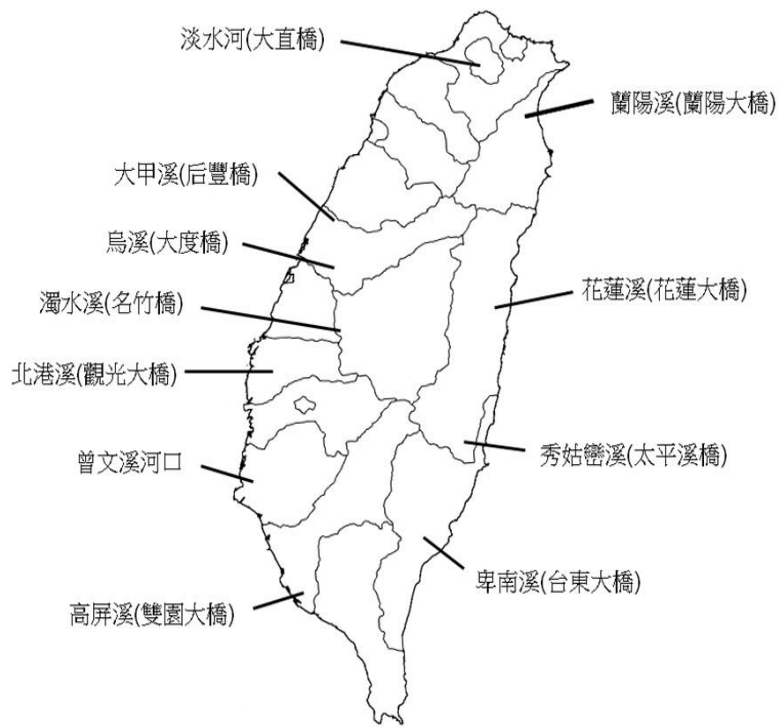 淡水河(大直橋)
蘭陽溪(蘭陽大橋)
大甲溪(后豐橋)
烏溪(大度橋)
花蓮溪(花蓮大橋)
濁水溪(名竹橋)
北港溪(觀光大橋)
秀姑巒溪(太平溪橋)
曾文溪河口
卑南溪(台東大橋)
高屏溪(雙園大橋)